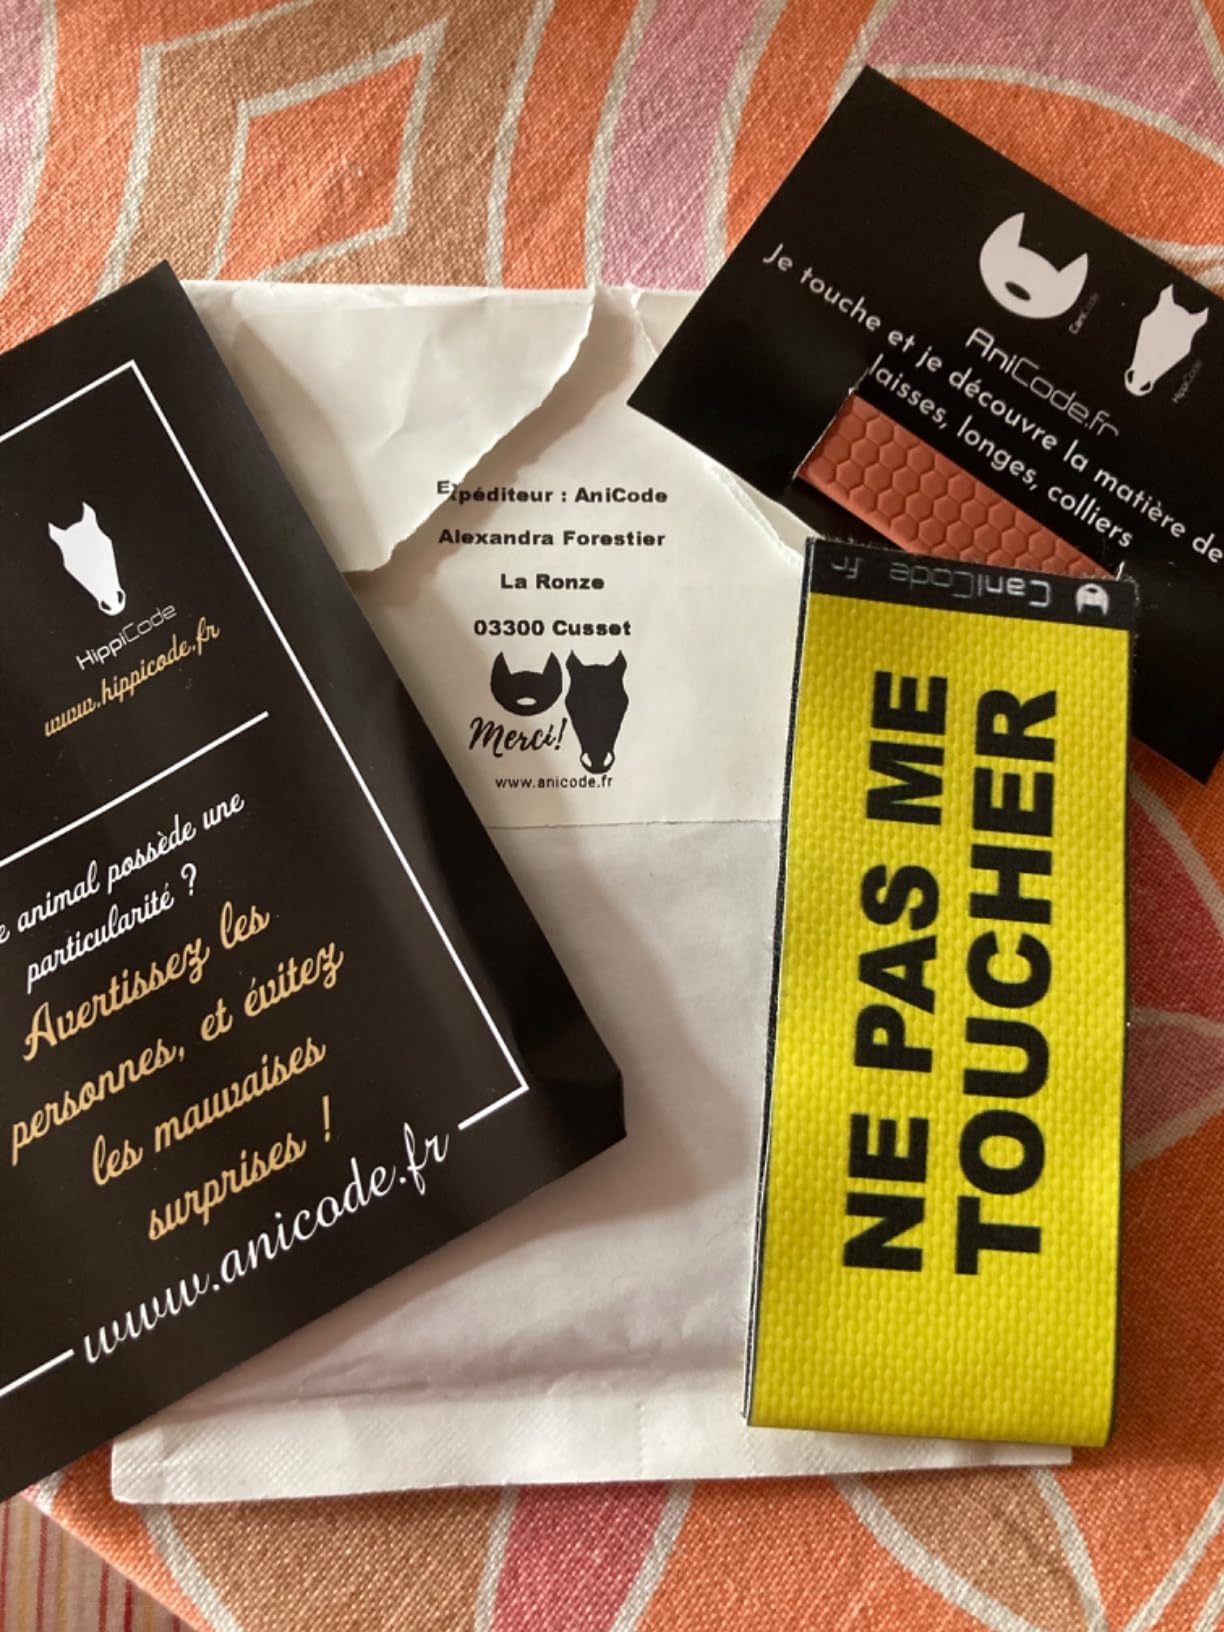 HippiCode
www.hippicode.fr
animal possède une
particularité ?
Avertissez les
personnes, et évitez
les mauvaises
surprises !
www.anicode.fr
Expéditeur : AniCode
Alexandra Forestier
La Ronze
03300 Cusset
Merci!
www.anicode.fr
CaniCode
HippiCode
AniCode.fr
Je touche et je découvre la matière de
laisses, longes, colliers
CaniCode.fr
NE PAS ME
TOUCHER